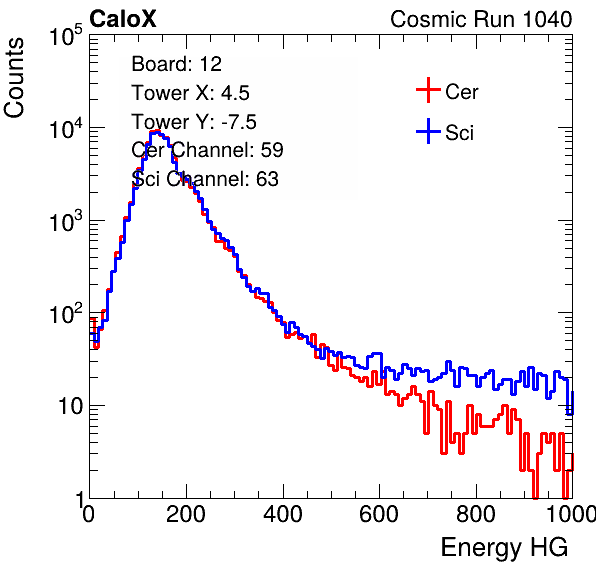 CaloX Cosmic Run 1040
Counts
Board: 12
Tower X: 4.5
Tower Y: -7.5
Cer Channel: 59
Sci Channel: 63
Cer
Sci
10^5
10^4
10^3
10^2
10
1
0 200 400 600 800 1000
Energy HG